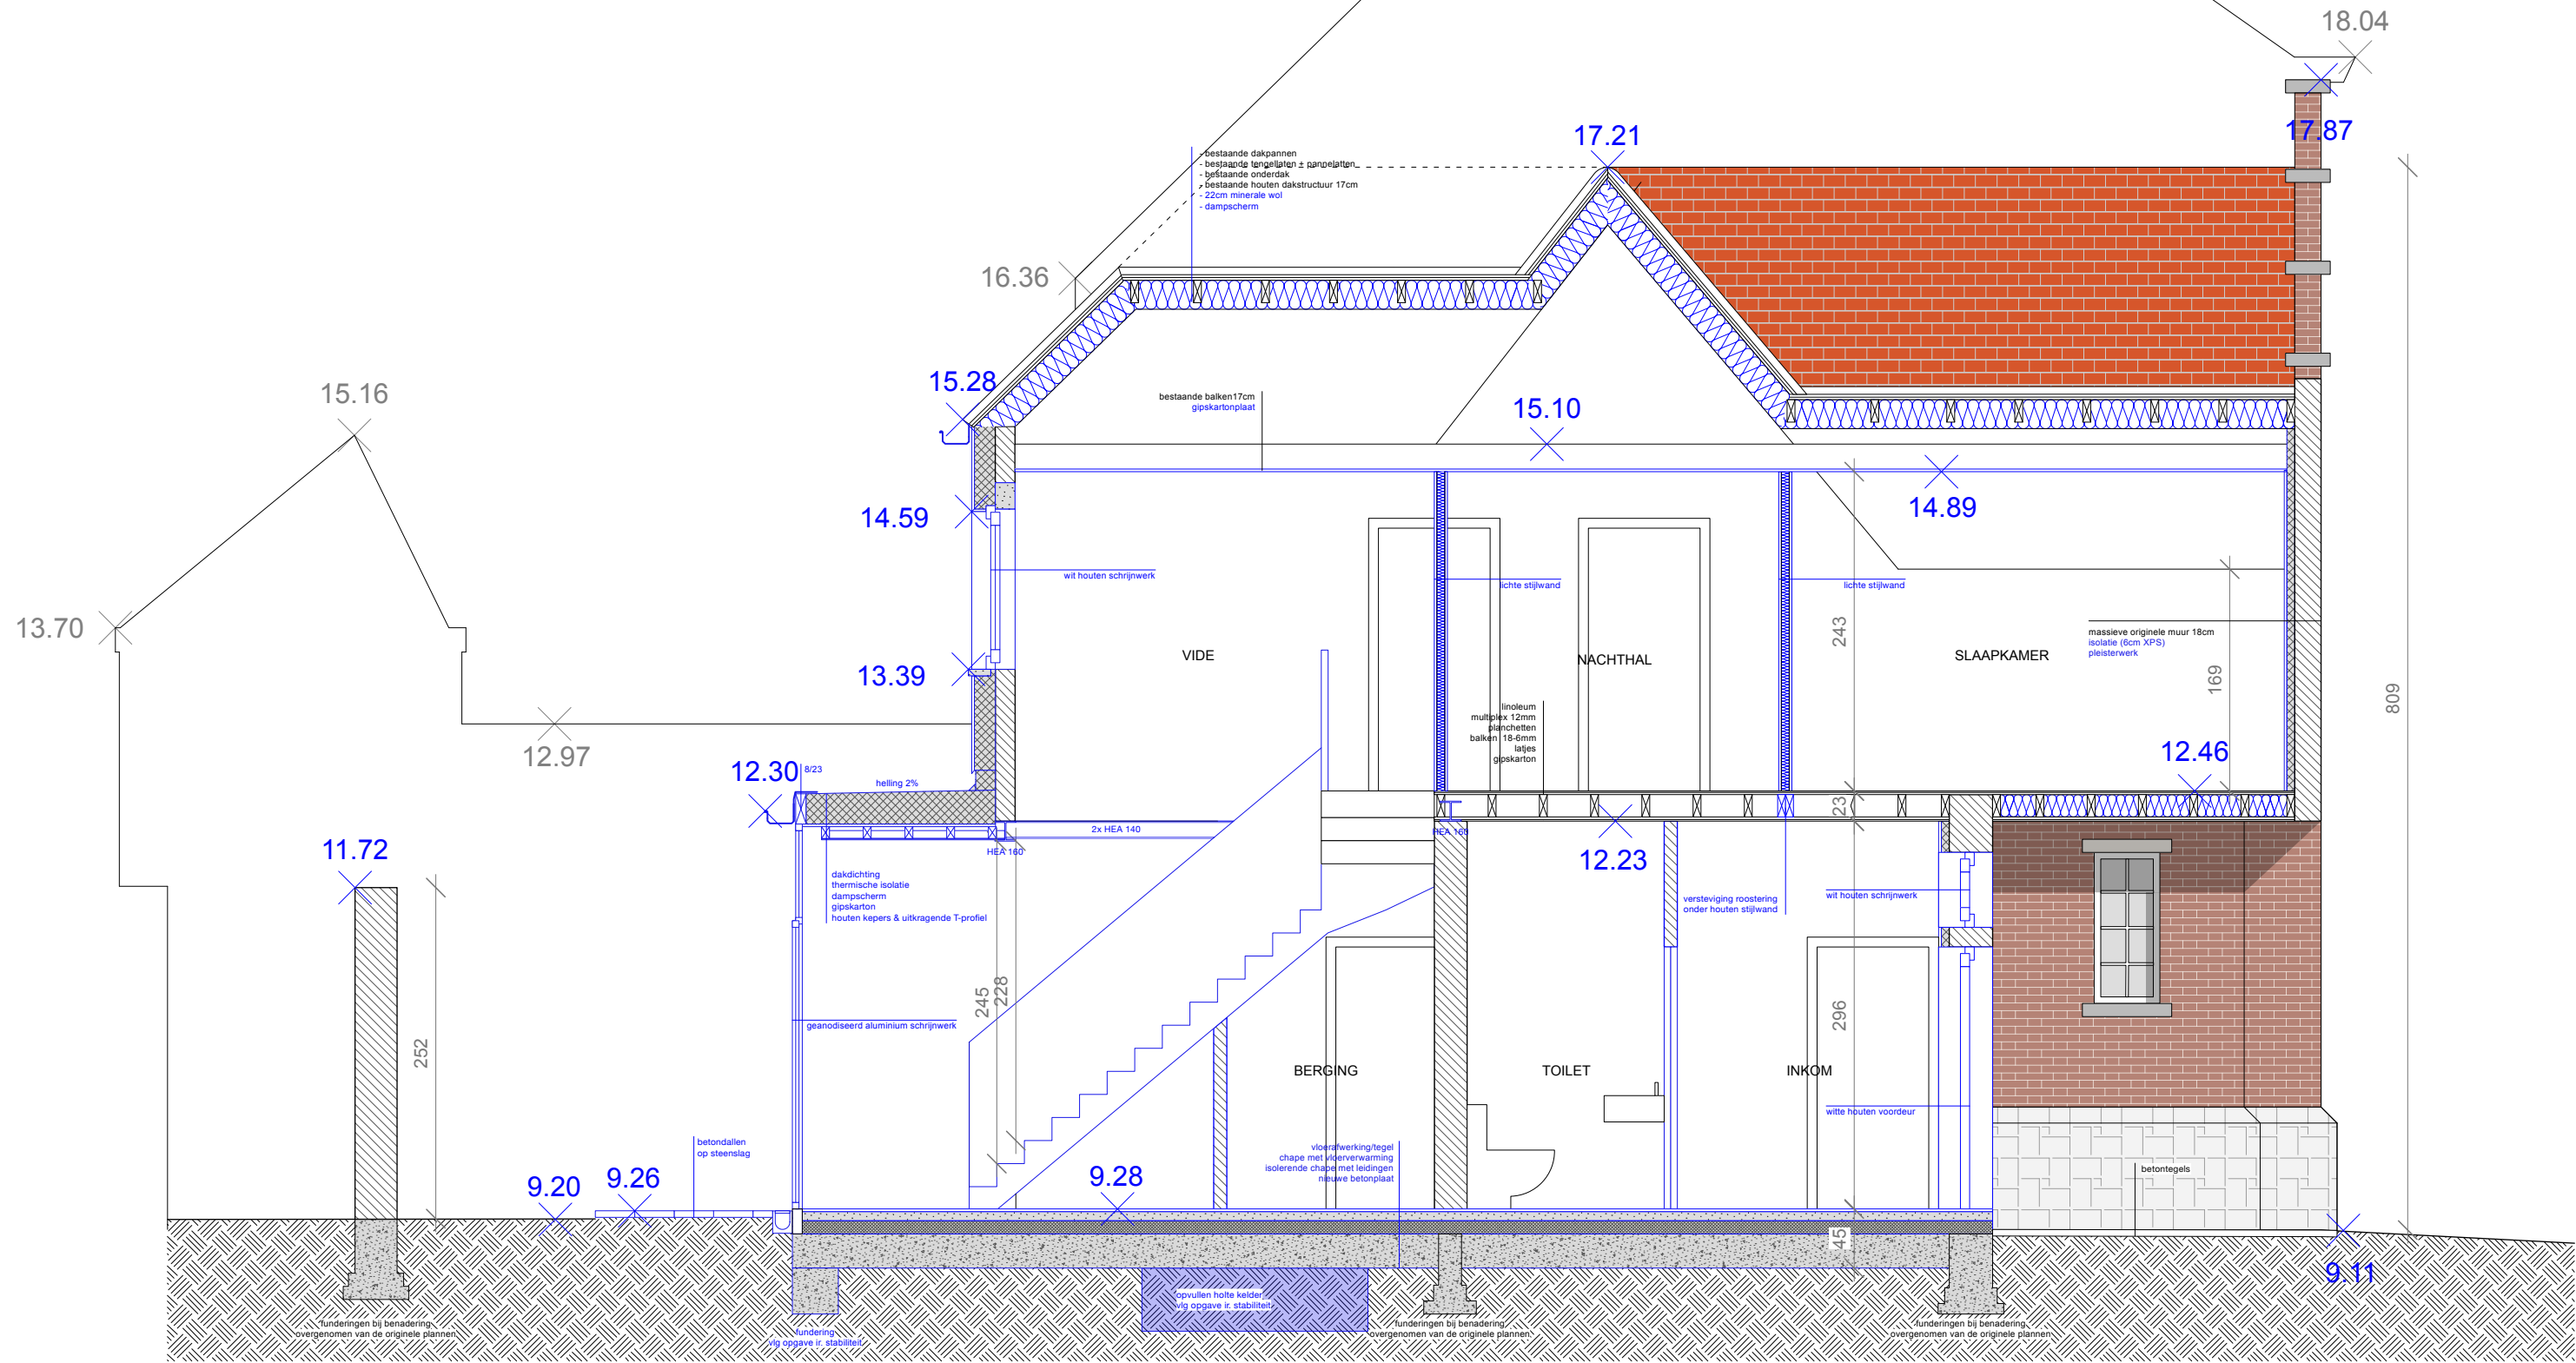 18.04
17.87
17.21
- bestaande dakpannen
- bestaande tengellatten + pannelatten
- bestaande onderdak
- bestaande houten dakstructuur 17cm
- 22cm minerale wol
- dampscherm
16.36
15.28
15.16
bestaande balken17cm
gipskartonplaat
15.10
14.89
14.59
wit houten schrijnwerk
lichte stijlwand
lichte stijlwand
13.70
243
massieve originele muur 18cm
isolatie (6cm XPS)
pleisterwerk
VIDE
NACHTHAL
SLAAPKAMER
13.39
169
809
linoleum
multiplex 12mm
planchetten
balken 18-6mm
latjes
gipskarton
12.97
12.46
12.30
8/23
helling 2%
23
2x HEA 140
HEA 160
HEA 160
12.23
11.72
dakdichting
thermische isolatie
dampscherm
gipskarton
houten kepers & uitkragende T-profiel
versteviging roostering
onder houten stijlwand
wit houten schrijnwerk
245
228
296
geanodiseerd aluminium schrijnwerk
252
BERGING
TOILET
INKOM
witte houten voordeur
betondallen
op steenslag
vloerafwerking/tegel
chape met vloerverwarming
isolerende chape met leidingen
nieuwe betonplaat
betontegels
9.20
9.26
9.28
45
9.11
opvullen holte kelder
vlg opgave ir. stabiliteit
funderingen bij benadering
overgenomen van de originele plannen
fundering
vlg opgave ir. stabiliteit
funderingen bij benadering
overgenomen van de originele plannen
funderingen bij benadering
overgenomen van de originele plannen